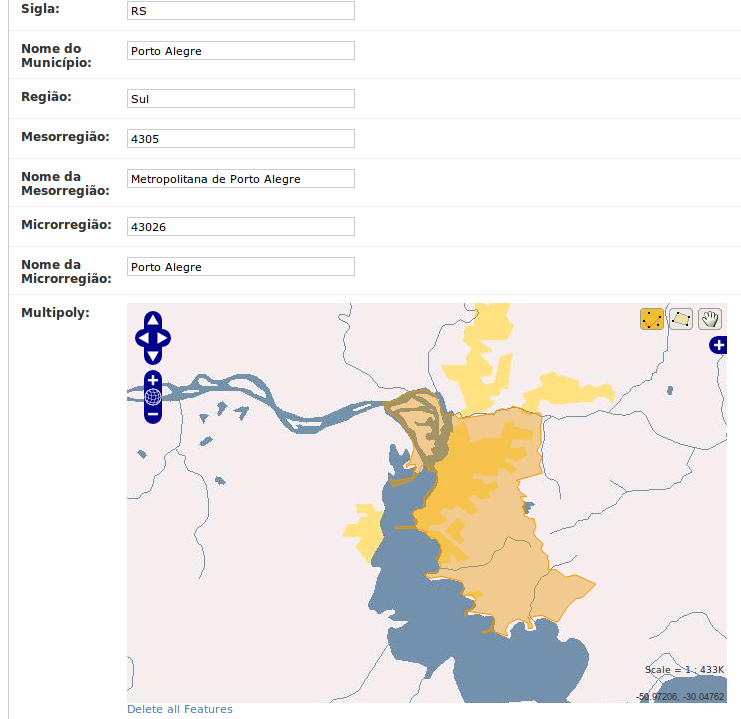 Sigla: RS
Nome do
Município: Porto Alegre
Região: Sul
Mesorregião: 4305
Nome da
Mesorregião: Metropolitana de Porto Alegre
Microrregião: 43026
Nome da
Microrregião: Porto Alegre
Multipoly:
Scale = 1 : 433K
-50.97206, -30.04762
Delete all Features